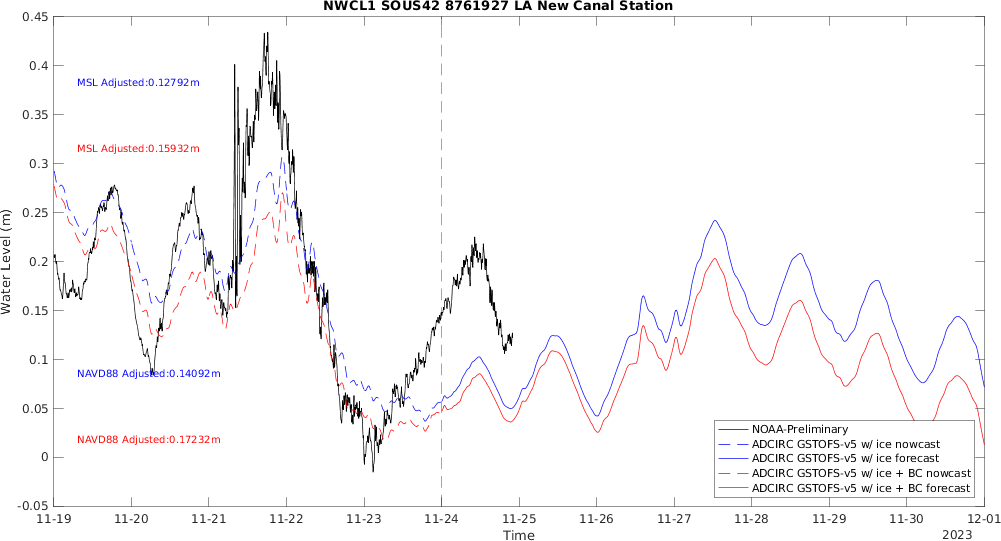 NWCL1 SOUS42 8761927 LA New Canal Station
0.45
0.4
0.35
0.3
0.25
0.2
0.15
0.1
0.05
0
-0.05
Water Level (m)
MSL Adjusted:0.12792m
MSL Adjusted:0.15932m
NAVD88 Adjusted:0.14092m
NAVD88 Adjusted:0.17232m
NOAA-Preliminary
ADCIRC GSTOFS-v5 w/ ice nowcast
ADCIRC GSTOFS-v5 w/ ice forecast
ADCIRC GSTOFS-v5 w/ ice + BC nowcast
ADCIRC GSTOFS-v5 w/ ice + BC forecast
11-19 11-20 11-21 11-22 11-23 11-24 11-25 11-26 11-27 11-28 11-29 11-30 12-01
Time
2023